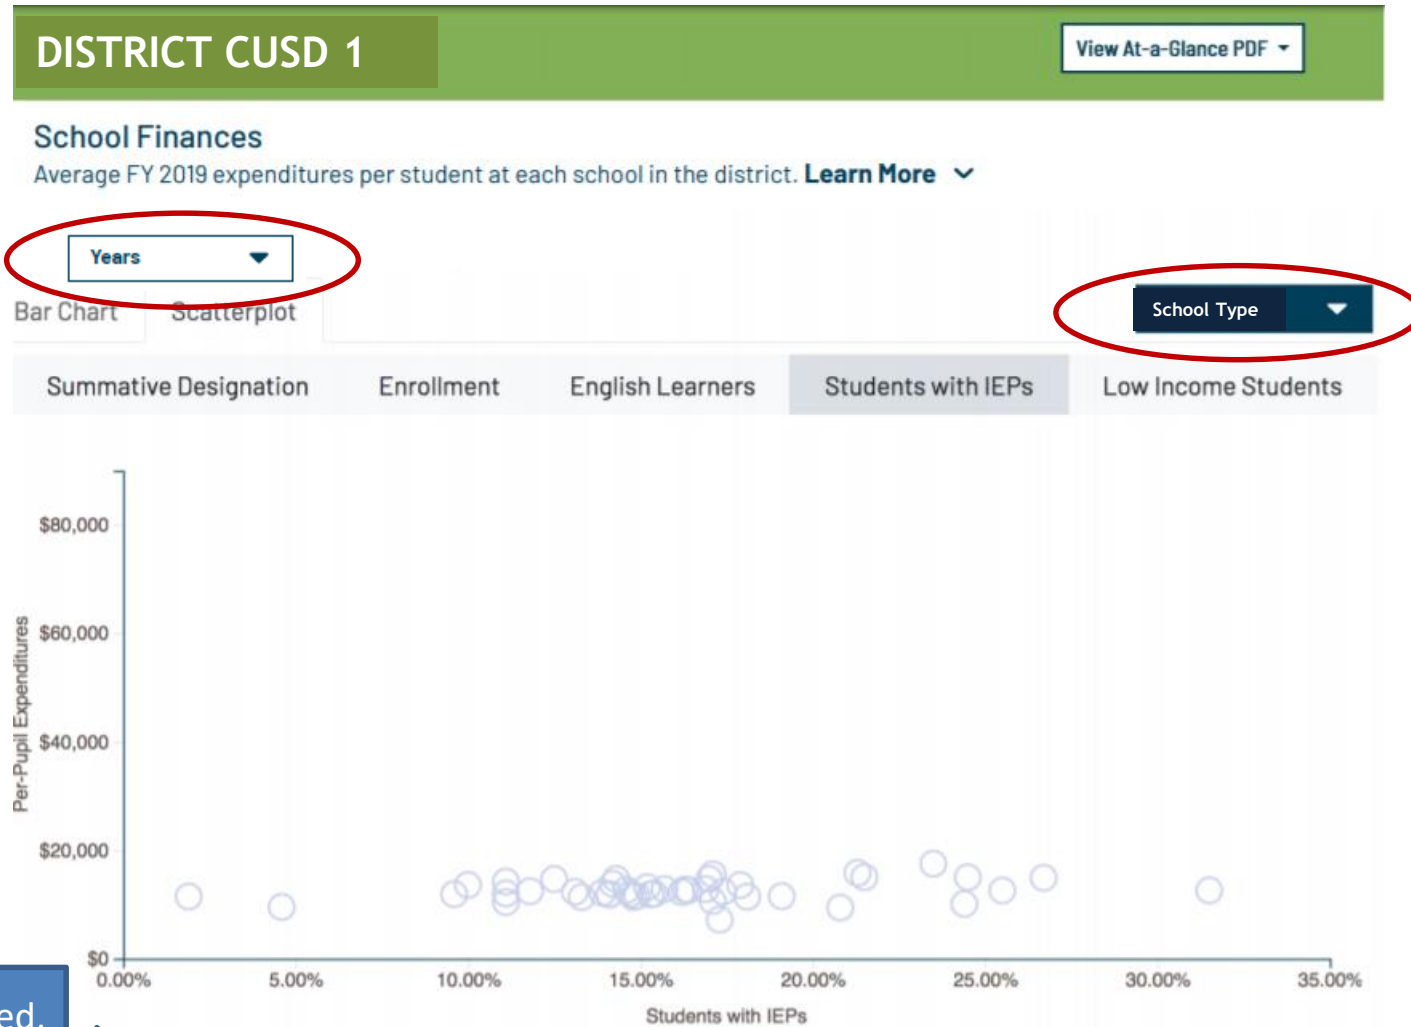 DISTRICT CUSD 1
View At-a-Glance PDF
School Finances
Average FY 2019 expenditures per student at each school in the district. Learn More
Years
School Type
Bar Chart
Scatterplot
Summative Designation
Enrollment
English Learners
Students with IEPs
Low Income Students
$80,000
$60,000
$40,000
$20,000
$0
Per-Pupil Expenditures
0.00%
5.00%
10.00%
15.00%
20.00%
25.00%
30.00%
35.00%
Students with IEPs
ed.